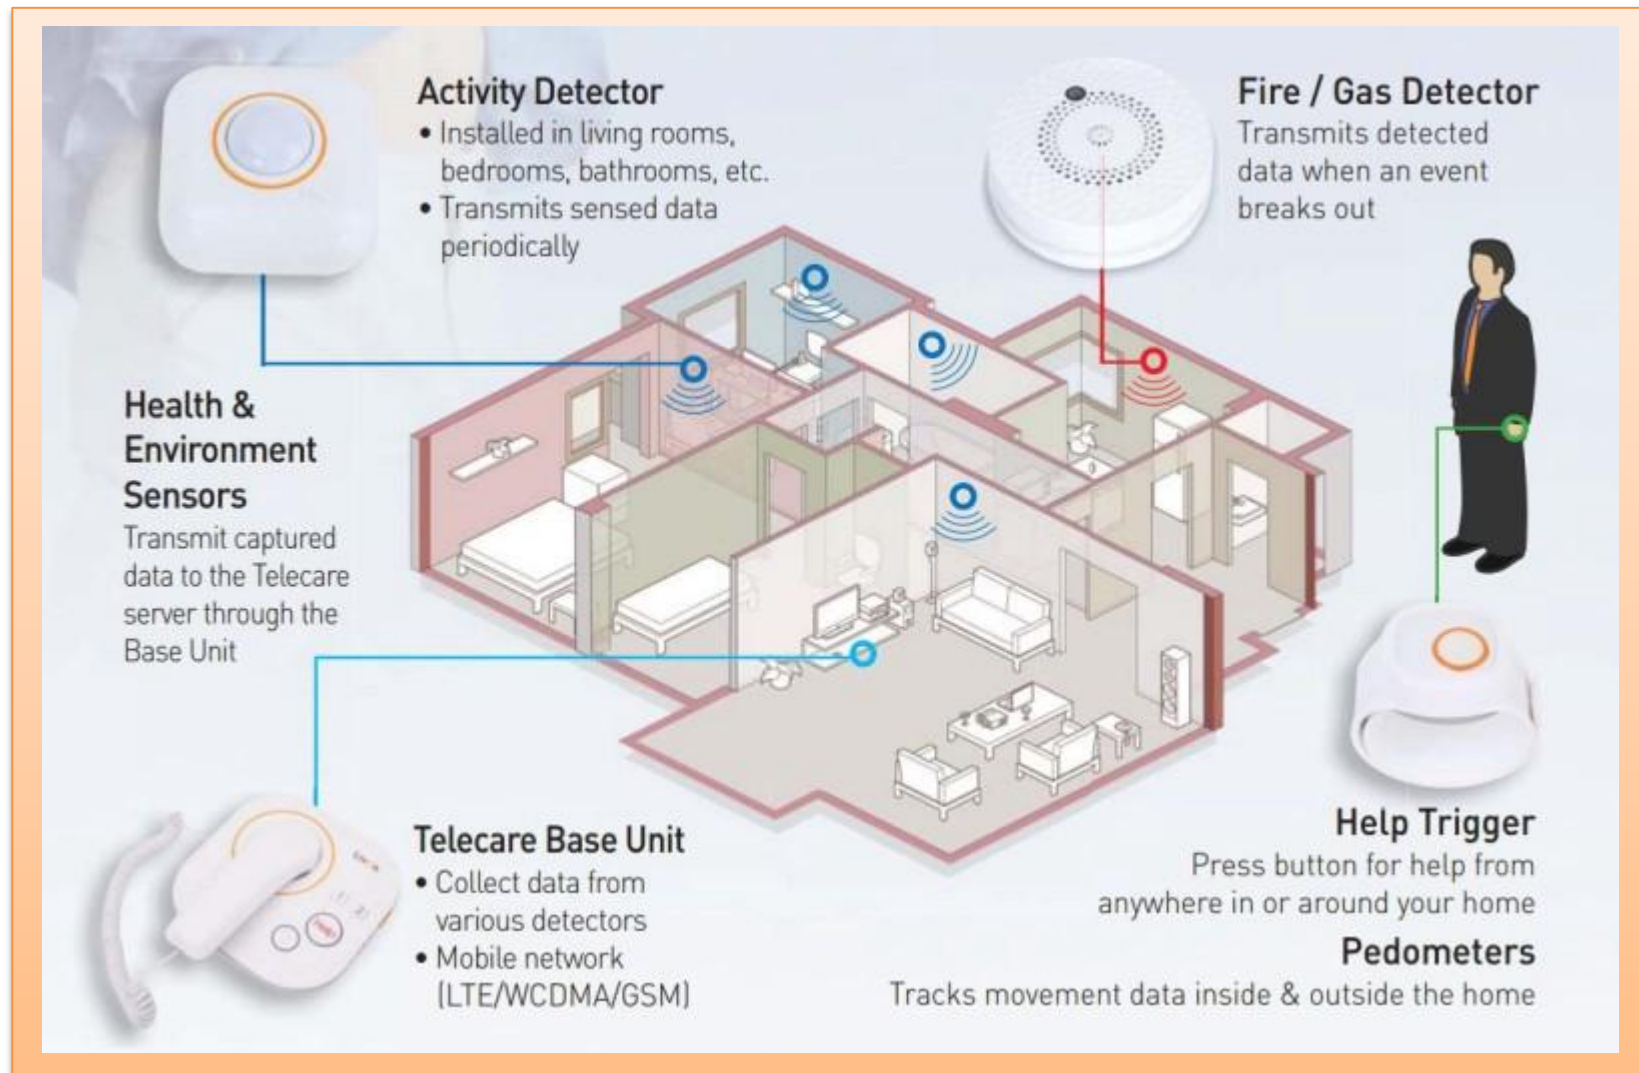 Activity Detector
• Installed in living rooms,
bedrooms, bathrooms, etc.
• Transmits sensed data
periodically
Fire / Gas Detector
Transmits detected
data when an event
breaks out
Health &
Environment
Sensors
Transmit captured
data to the Telecare
server through the
Base Unit
Telecare Base Unit
• Collect data from
various detectors
• Mobile network
(LTE/WCDMA/GSM)
Help Trigger
Press button for help from
anywhere in or around your home
Pedometers
Tracks movement data inside & outside the home